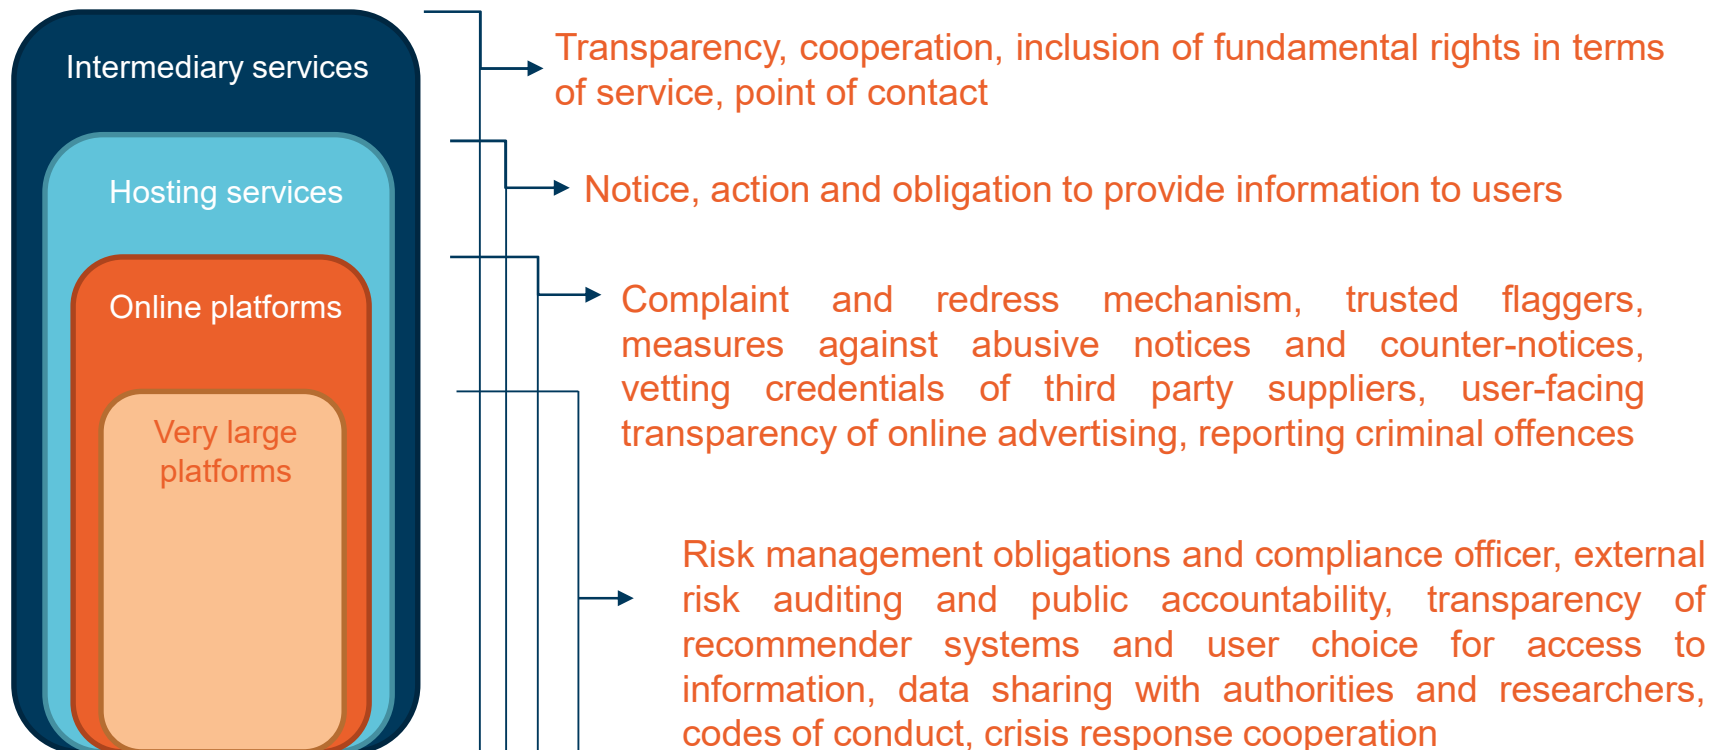 Intermediary services
Transparency, cooperation, inclusion of fundamental rights in terms
of service, point of contact
Hosting services
Notice, action and obligation to provide information to users
Online platforms
Complaint and redress mechanism, trusted flaggers,
measures against abusive notices and counter-notices,
vetting credentials of third party suppliers, user-facing
transparency of online advertising, reporting criminal offences
Very large
platforms
Risk management obligations and compliance officer, external
risk auditing and public accountability, transparency of
recommender systems and user choice for access to
information, data sharing with authorities and researchers,
codes of conduct, crisis response cooperation